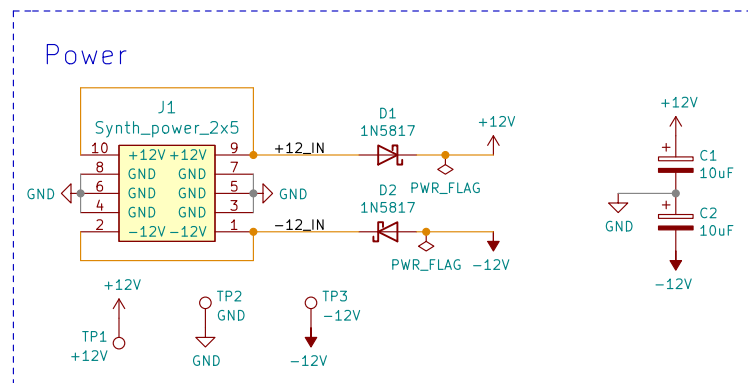 Power
J1
Synth_power_2x5
10 +12V +12V 9
8 GND GND 7
6 GND GND 5
4 GND GND 3
2 -12V -12V 1
GND
GND
+12_IN
-12_IN
D1
1N5817
+12V
PWR_FLAG
D2
1N5817
PWR_FLAG
-12V
+12V
+
C1
10uF
GND
+
C2
10uF
-12V
+12V
TP1
+12V
TP2
GND
GND
TP3
-12V
-12V